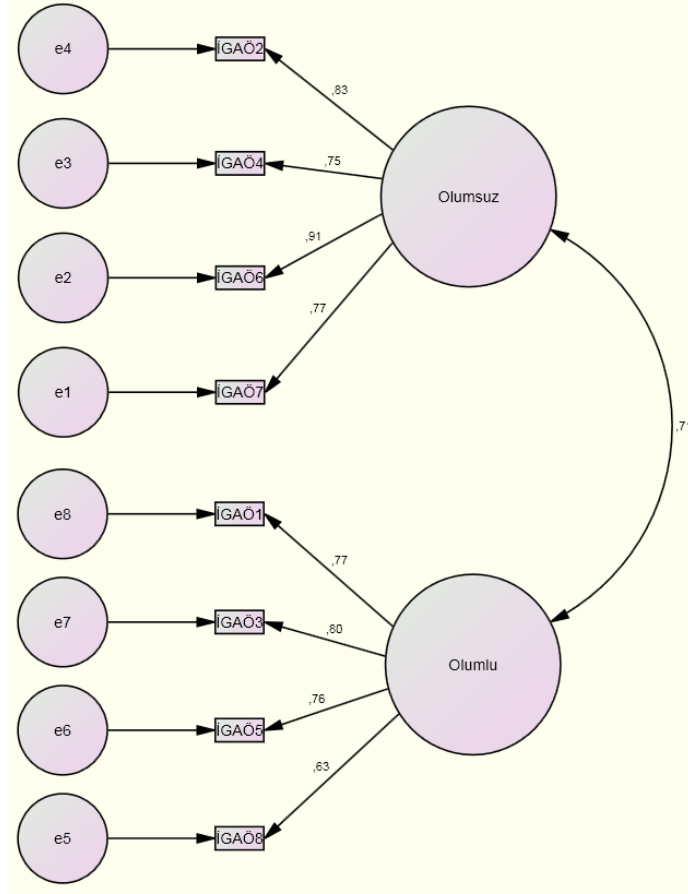 e4
İGAÖ2
,83
e3
İGAÖ4
,75
Olumsuz
e2
İGAÖ6
,91
e1
İGAÖ7
,77
,71
e8
İGAÖ1
,77
e7
İGAÖ3
,80
Olumlu
e6
İGAÖ5
,76
e5
İGAÖ8
,63